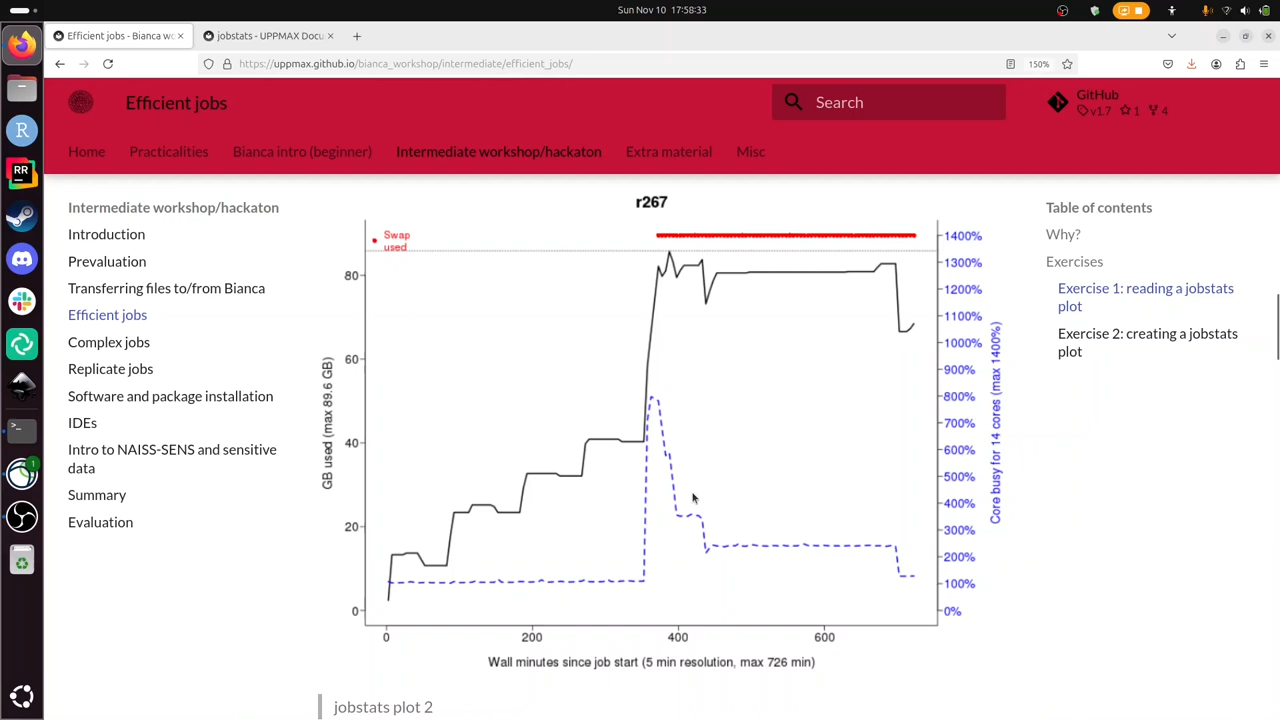 Sun Nov 10 17:58:33
Efficient jobs - Bianca wo
jobstats - UPPMAX Docu
https://uppmax.github.io/bianca_workshop/intermediate/efficient_jobs/
150%
Efficient jobs
Search
GitHub
v1.7 1 4
Home Practicalities Bianca intro (beginner) Intermediate workshop/hackaton Extra material Misc
Intermediate workshop/hackaton
Introduction
Prevaluation
Transferring files to/from Bianca
Efficient jobs
Complex jobs
Replicate jobs
Software and package installation
IDEs
Intro to NAISS-SENS and sensitive
data
Summary
Evaluation
r267
Swap
used
80
60
40
20
0
GB used (max 89.6 GB)
1400%
1300%
1200%
1100%
1000%
900%
800%
700%
600%
500%
400%
300%
200%
100%
0%
Core busy for 14 cores (max 1400%)
0 200 400 600
Wall minutes since job start (5 min resolution, max 726 min)
jobstats plot 2
Table of contents
Why?
Exercises
Exercise 1: reading a jobstats
plot
Exercise 2: creating a jobstats
plot
R
RR
1